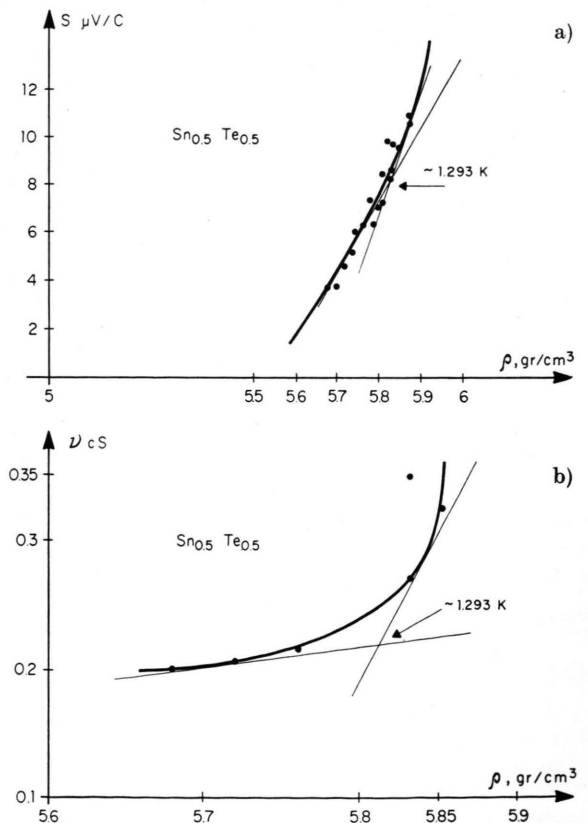 S μV/C
a)
12
10
8
6
4
2
Sn0.5 Te0.5
~ 1.293 K
ρ, gr/cm³
5 5.5 5.6 5.7 5.8 5.9 6
ν cS
b)
0.35
0.3
0.2
0.1
Sn0.5 Te0.5
~ 1.293 K
ρ, gr/cm³
5.6 5.7 5.8 5.85 5.9